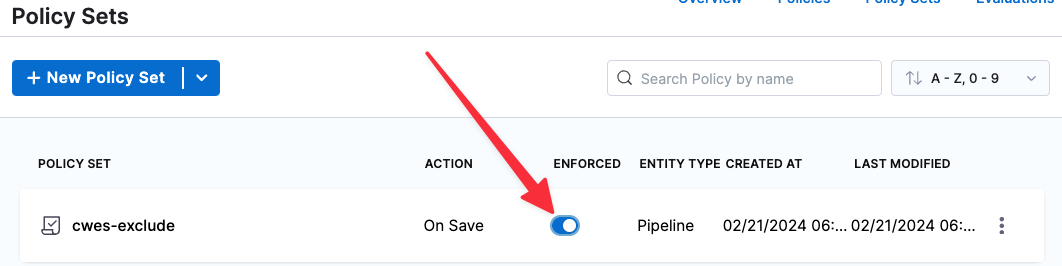 Overview Policies Policy Sets Evaluations
Policy Sets
+ New Policy Set
Search Policy by name
A - Z, 0 - 9
POLICY SET ACTION ENFORCED ENTITY TYPE CREATED AT LAST MODIFIED
cwes-exclude On Save Pipeline 02/21/2024 06:... 02/21/2024 06:...